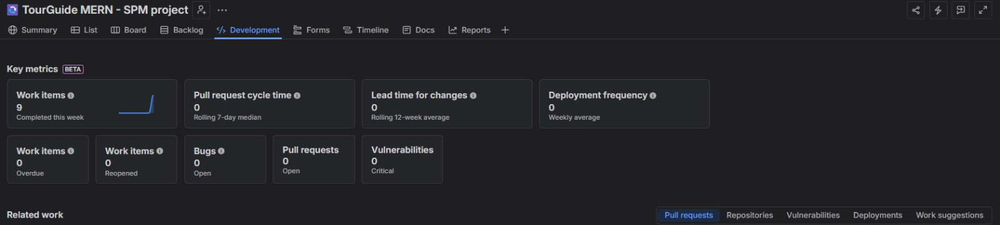 TourGuide MERN - SPM project
Summary List Board Backlog Development Forms Timeline Docs Reports
Key metrics BETA
Work items
9
Completed this week
Pull request cycle time
0
Rolling 7-day median
Lead time for changes
0
Rolling 12-week average
Deployment frequency
0
Weekly average
Work items
0
Overdue
Work items
0
Reopened
Bugs
0
Open
Pull requests
0
Open
Vulnerabilities
0
Critical
Related work
Pull requests Repositories Vulnerabilities Deployments Work suggestions